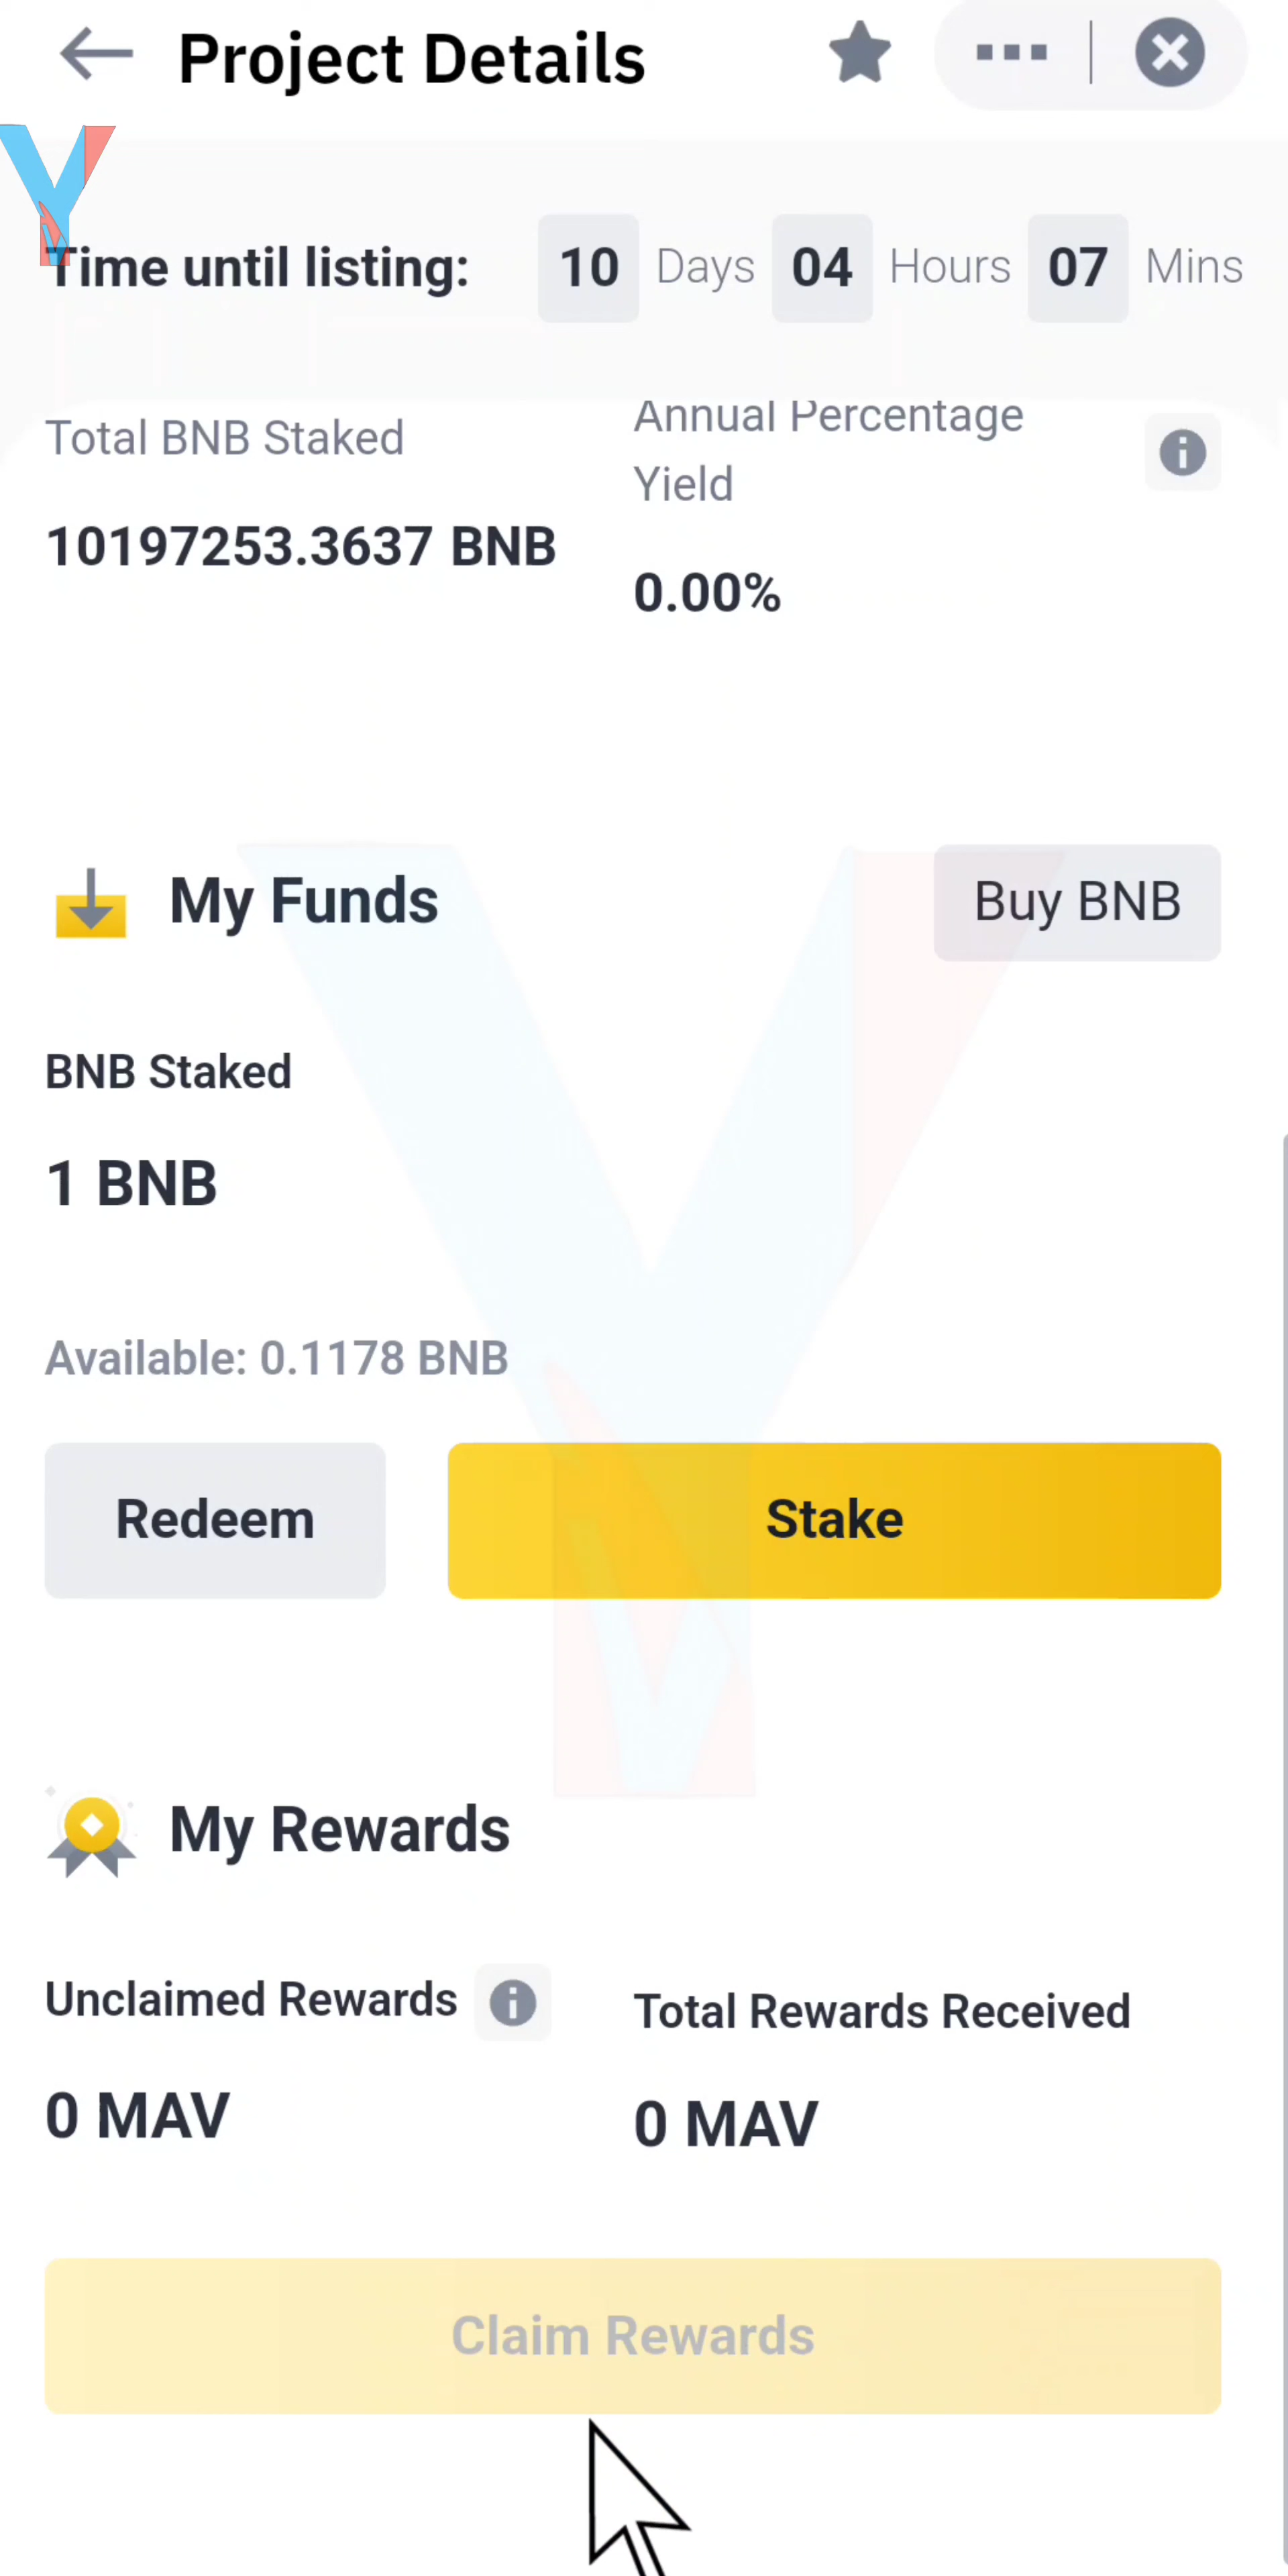 Project Details
Time until listing: 10 Days 04 Hours 07 Mins
Total BNB Staked
10197253.3637 BNB
Annual Percentage
Yield
0.00%
My Funds
Buy BNB
BNB Staked
1 BNB
Available: 0.1178 BNB
Redeem
Stake
My Rewards
Unclaimed Rewards
0 MAV
Total Rewards Received
0 MAV
Claim Rewards